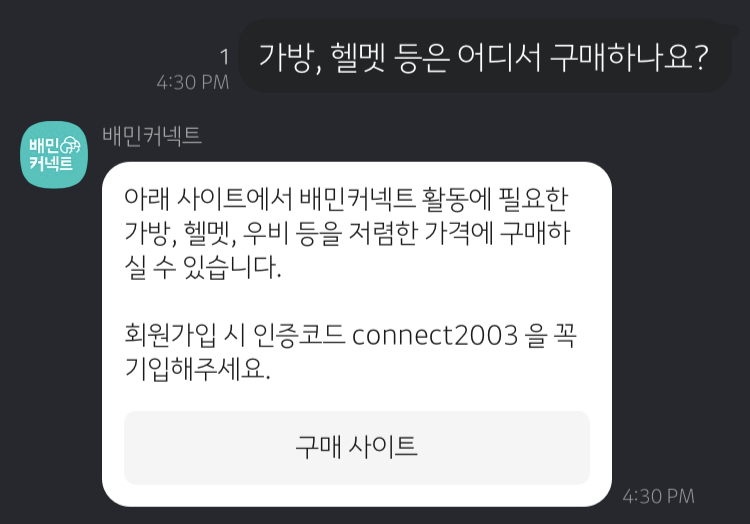 가방, 헬멧 등은 어디서 구매하나요?
1
4:30 PM
배민
커넥트
배민커넥트
아래 사이트에서 배민커넥트 활동에 필요한
가방, 헬멧, 우비 등을 저렴한 가격에 구매하
실 수 있습니다.
회원가입 시 인증코드 connect2003 을 꼭
기입해주세요.
구매 사이트
4:30 PM